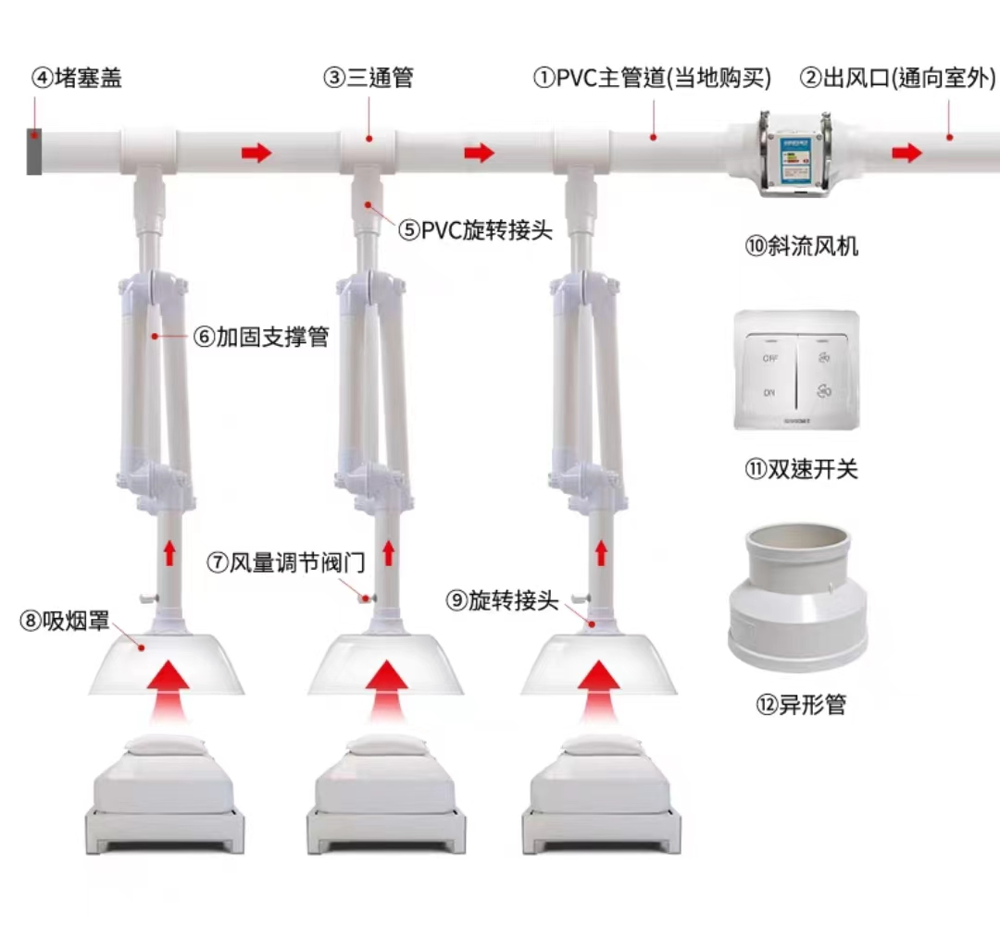 ④堵塞盖
③三通管
①PVC主管道(当地购买)
②出风口(通向室外)
⑤PVC旋转接头
⑩斜流风机
⑥加固支撑管
OFF
ON
⑪双速开关
⑦风量调节阀门
⑨旋转接头
⑧吸烟罩
⑫异形管